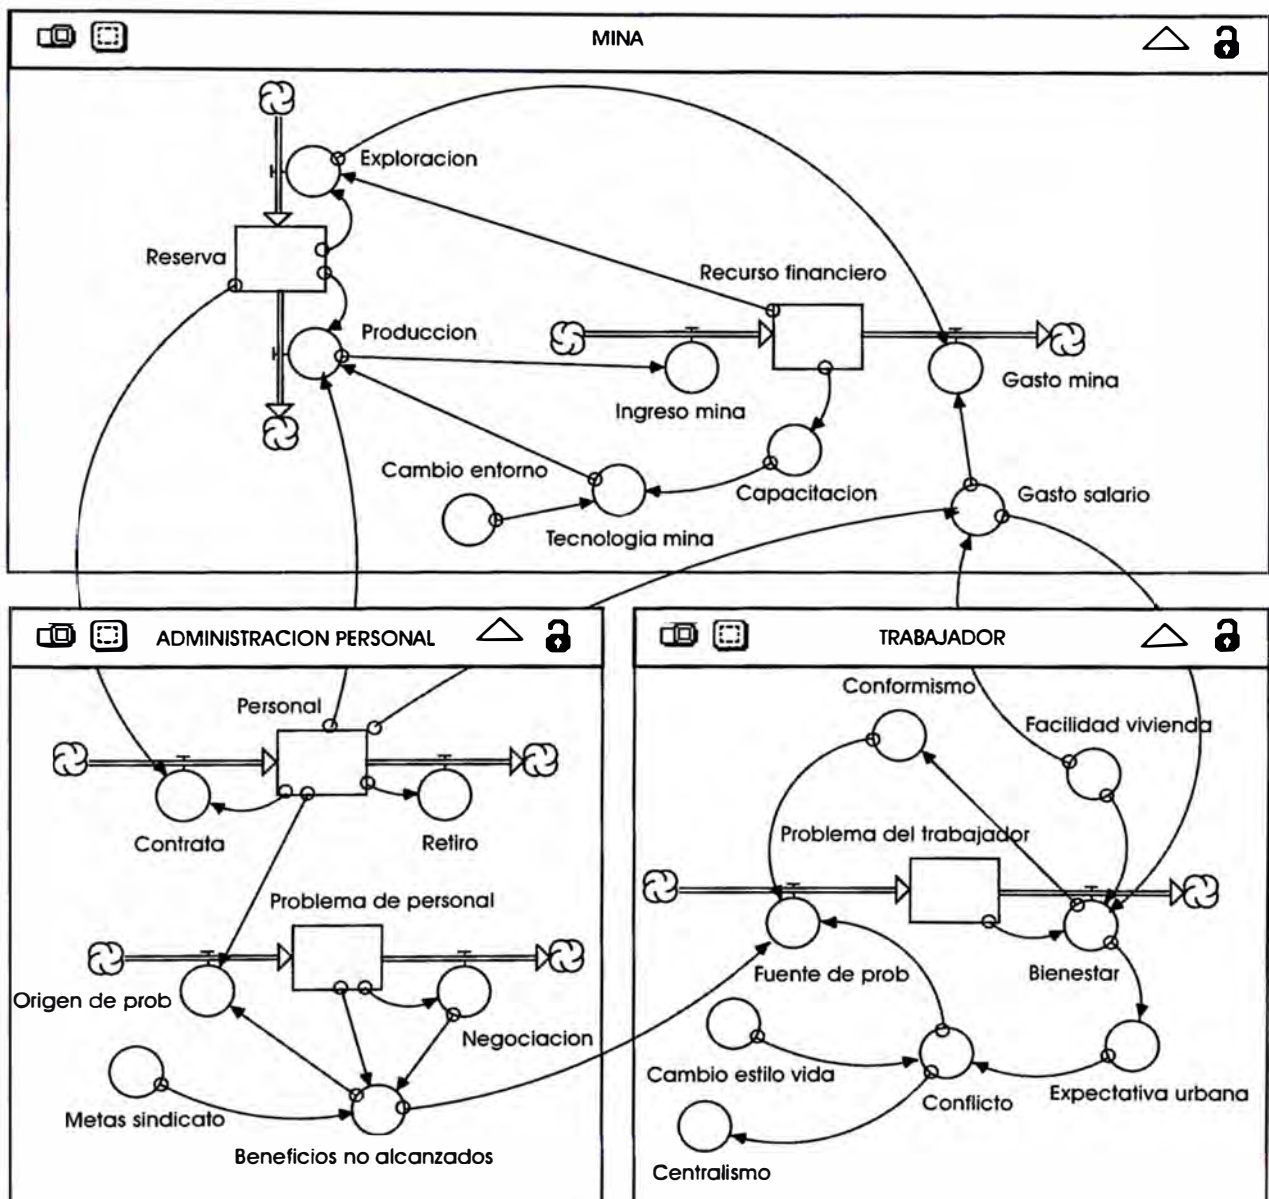 MINA
Exploracion
Reserva
Recurso financiero
Produccion
Gasto mina
Ingreso mina
Cambio entorno
Capacitacion
Gasto salario
Tecnologia mina
ADMINISTRACION PERSONAL
Personal
Contrata
Retiro
Problema de personal
Origen de prob
Negociacion
Metas sindicato
Beneficios no alcanzados
TRABAJADOR
Conformismo
Facilidad vivienda
Problema del trabajador
Fuente de prob
Bienestar
Cambio estilo vida
Conflicto
Expectativa urbana
Centralismo